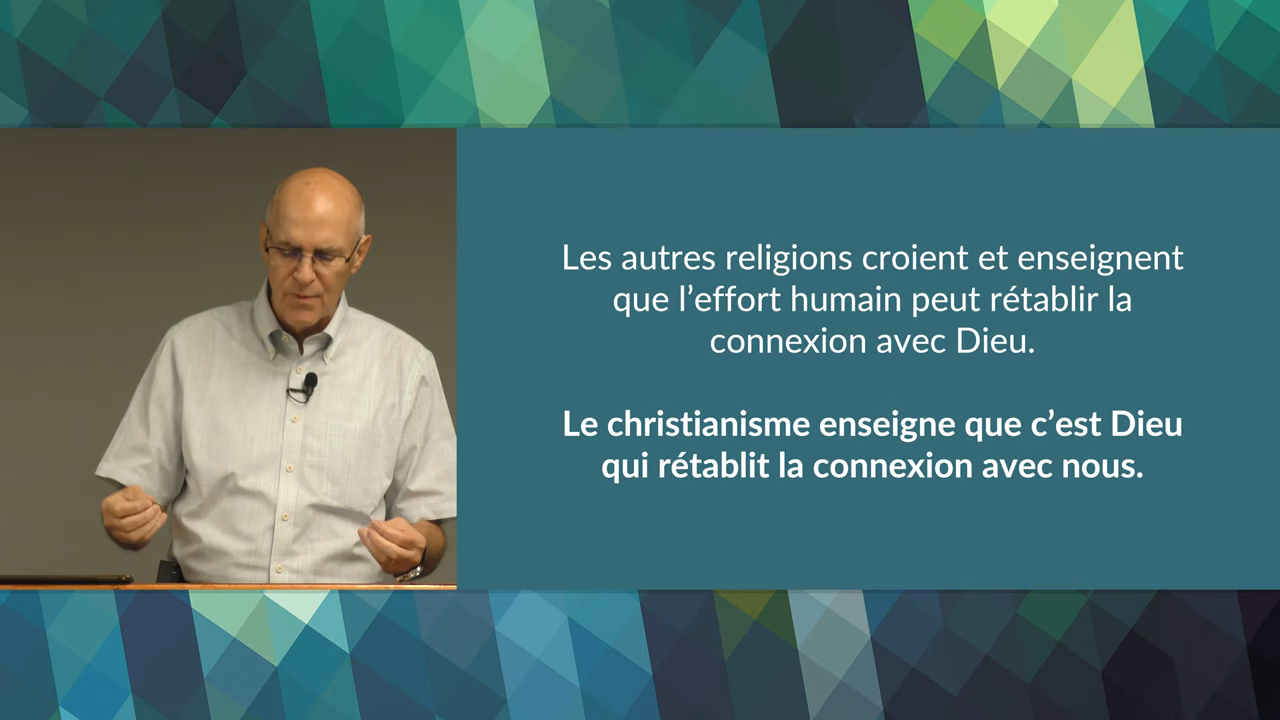 Les autres religions croient et enseignent
que l’effort humain peut rétablir la
connexion avec Dieu.
Le christianisme enseigne que c’est Dieu
qui rétablit la connexion avec nous.